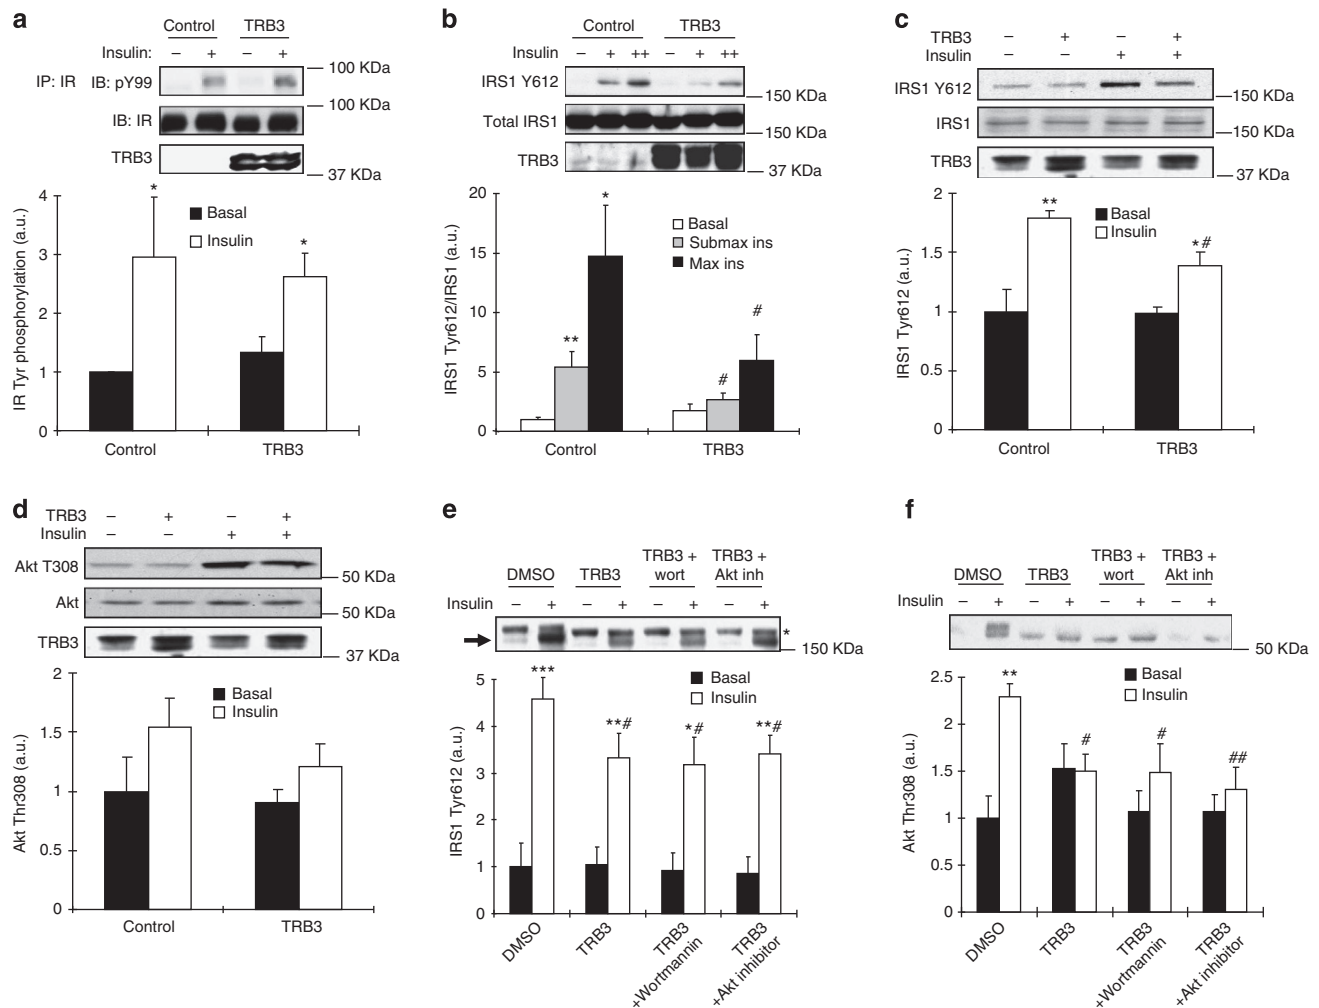 a
Control TRB3
Insulin: – + – +
IP: IR IB: pY99
100 KDa
100 KDa
IB: IR
TRB3
37 KDa
IR Tyr phosphorylation (a.u.)
4
3
2
1
0
* *
Basal
Insulin
Control TRB3
b
Control TRB3
Insulin – + ++ – + ++
IRS1 Y612
150 KDa
Total IRS1
150 KDa
TRB3
37 KDa
IRS1 Tyr612/IRS1 (a.u.)
20
15
10
5
0
** * # #
Basal
Submax ins
Max ins
Control TRB3
c
TRB3 – + – +
Insulin – – + +
IRS1 Y612
150 KDa
IRS1
150 KDa
TRB3
37 KDa
IRS1 Tyr612 (a.u.)
2
1.5
1
0.5
0
** *#
Basal
Insulin
Control TRB3
d
TRB3 – + – +
Insulin – – + +
Akt T308
50 KDa
Akt
50 KDa
TRB3
37 KDa
Akt Thr308 (a.u.)
2
1.5
1
0.5
0
Basal
Insulin
Control TRB3
e
DMSO TRB3 TRB3 + wort TRB3 + Akt inh
Insulin – + – + – + – +
*
150 KDa
IRS1 Tyr612 (a.u.)
5
4
3
2
1
0
*** **# *# **#
Basal
Insulin
DMSO
TRB3
TRB3 +Wortmannin
TRB3 +Akt inhibitor
f
DMSO TRB3 TRB3 + wort TRB3 + Akt inh
Insulin – + – + – + – +
50 KDa
Akt Thr308 (a.u.)
2.5
2
1.5
1
0.5
0
** # # ##
Basal
Insulin
DMSO
TRB3
TRB3 +Wortmannin
TRB3 +Akt inhibitor